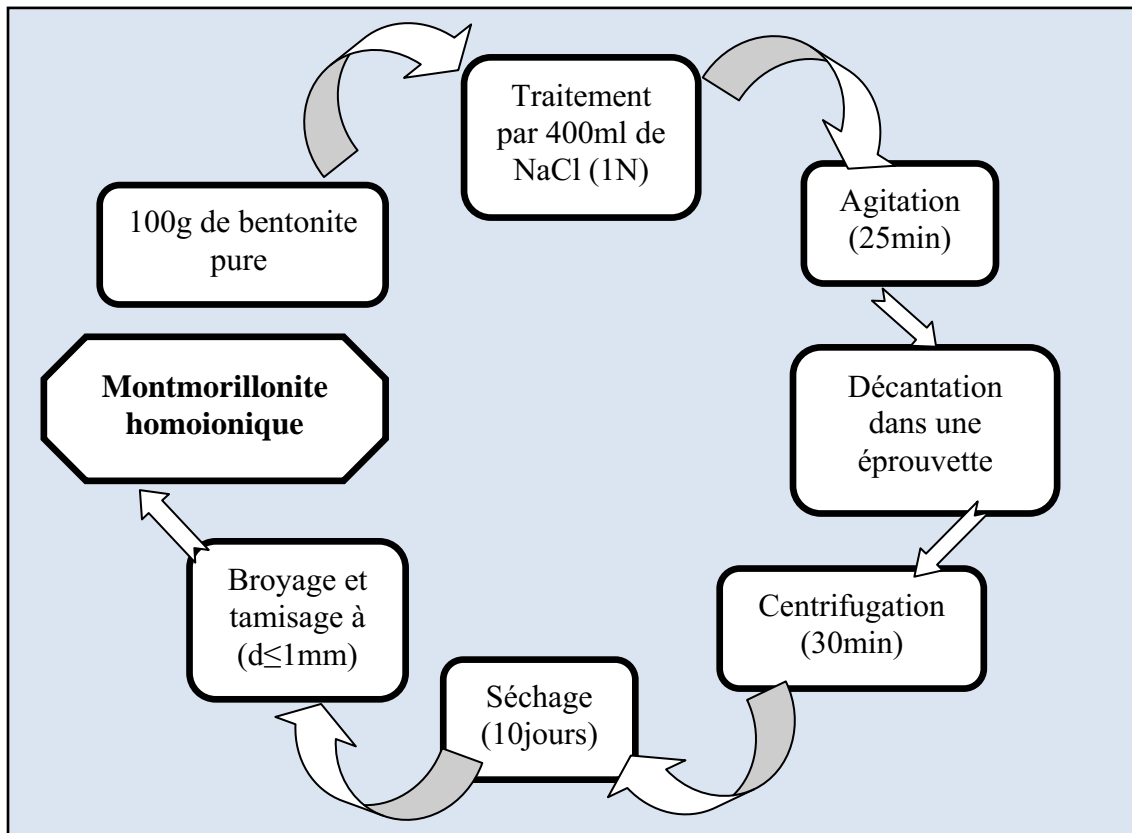 100g de bentonite
pure
Traitement
par 400ml de
NaCl (1N)
Agitation
(25min)
Décantation
dans une
éprouvette
Centrifugation
(30min)
Séchage
(10jours)
Broyage et
tamisage à
(d≤1mm)
Montmorillonite
homoionique